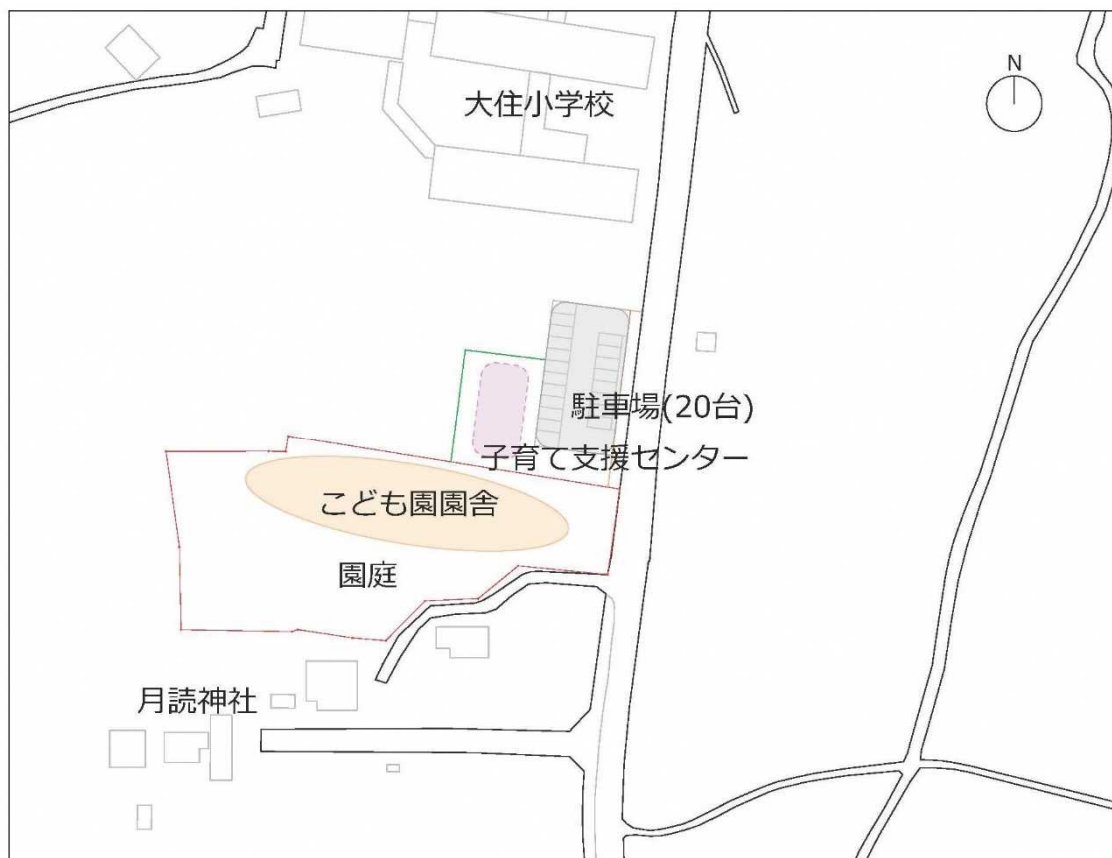 N
大住小学校
駐車場(20台)
子育て支援センター
こども園園舎
園庭
月読神社